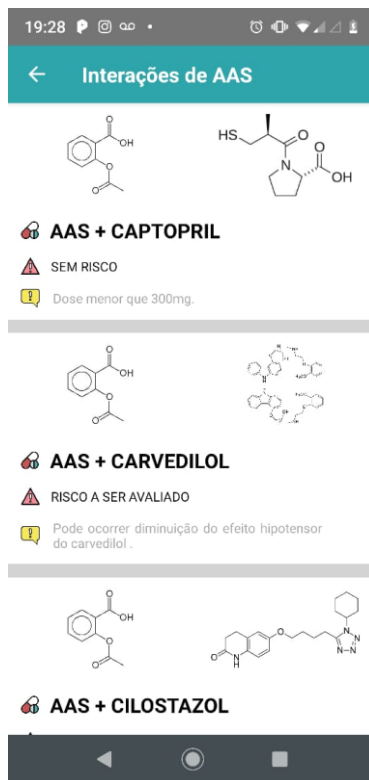 19:28
Interações de AAS
O
OH
O
O
HS
O
N
O
OH
AAS + CAPTOPRIL
SEM RISCO
Dose menor que 300mg.
O
OH
O
O
AAS + CARVEDILOL
RISCO A SER AVALIADO
Pode ocorrer diminuição do efeito hipotensor
do carvedilol .
O
OH
O
O
O
N
H
O
N
N
N
N
AAS + CILOSTAZOL